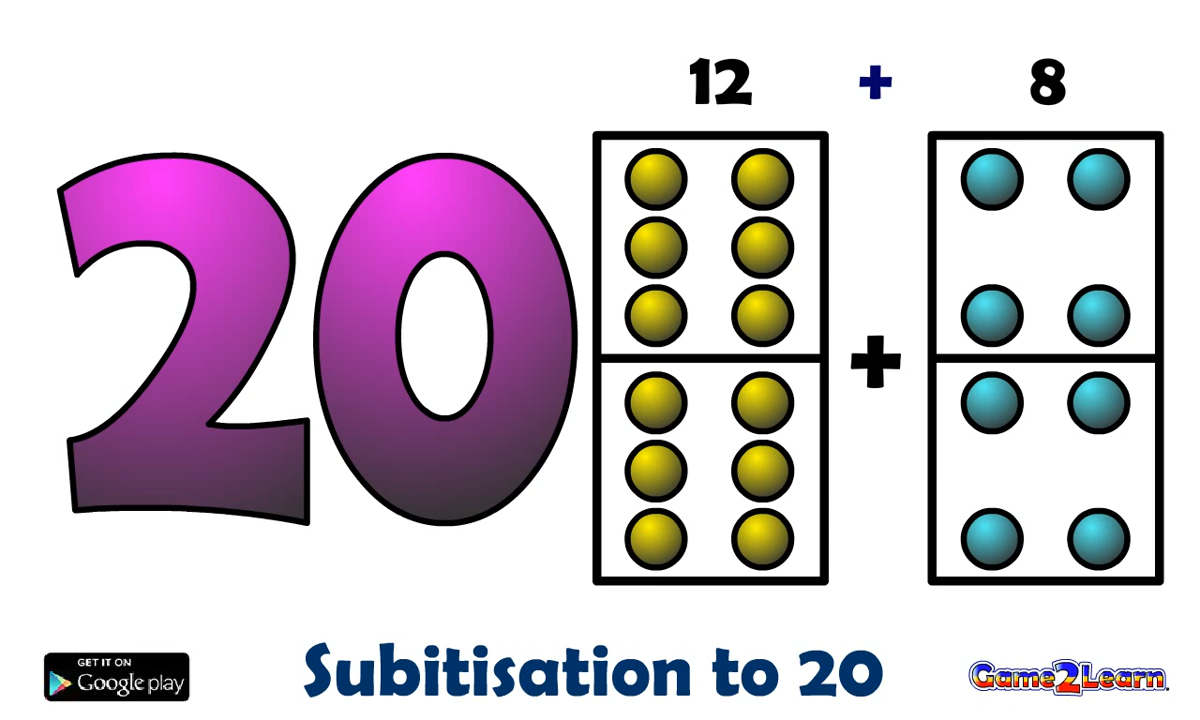 12 + 8
20
+
Subitisation to 20
GET IT ON
Google play
Game2Learn